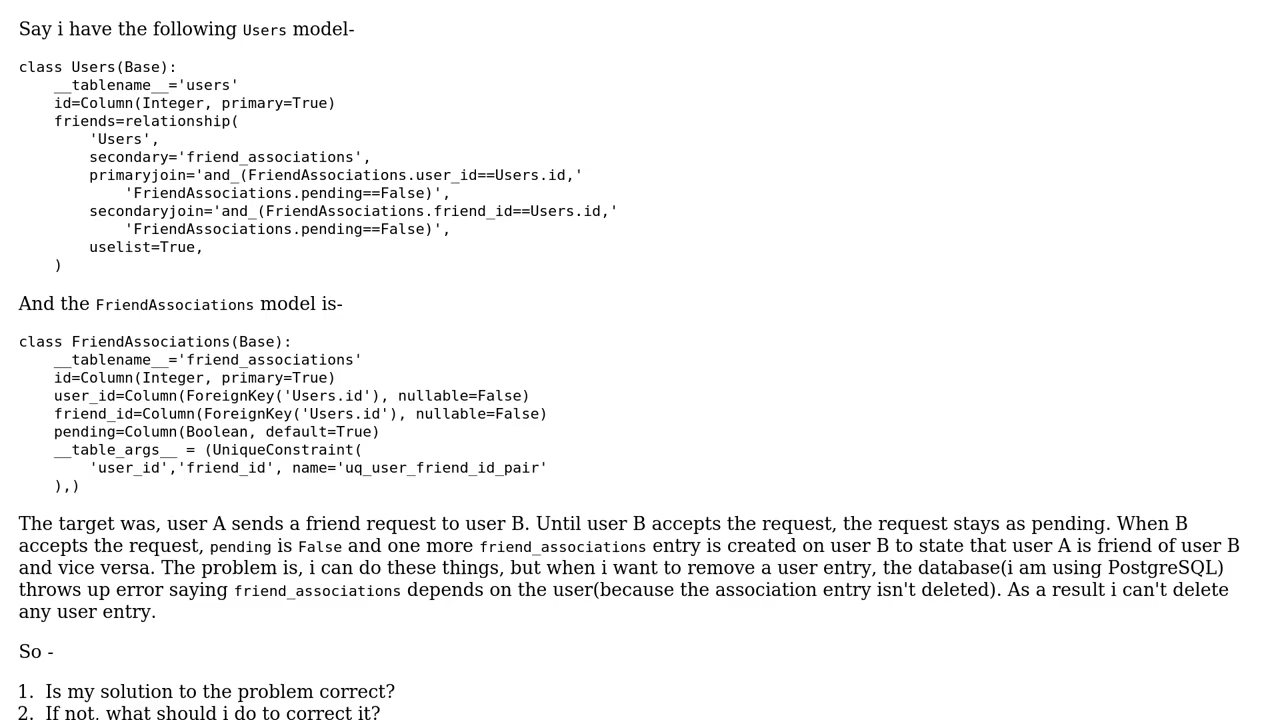 Say i have the following Users model-
class Users(Base):
    __tablename__='users'
    id=Column(Integer, primary=True)
    friends=relationship(
        'Users',
        secondary='friend_associations',
        primaryjoin='and_(FriendAssociations.user_id==Users.id,'
            'FriendAssociations.pending==False)',
        secondaryjoin='and_(FriendAssociations.friend_id==Users.id,'
            'FriendAssociations.pending==False)',
        uselist=True,
    )
And the FriendAssociations model is-
class FriendAssociations(Base):
    __tablename__='friend_associations'
    id=Column(Integer, primary=True)
    user_id=Column(ForeignKey('Users.id'), nullable=False)
    friend_id=Column(ForeignKey('Users.id'), nullable=False)
    pending=Column(Boolean, default=True)
    __table_args__ = (UniqueConstraint(
        'user_id','friend_id', name='uq_user_friend_id_pair'
    ),)
The target was, user A sends a friend request to user B. Until user B accepts the request, the request stays as pending. When B
accepts the request, pending is False and one more friend_associations entry is created on user B to state that user A is friend of user B
and vice versa. The problem is, i can do these things, but when i want to remove a user entry, the database(i am using PostgreSQL)
throws up error saying friend_associations depends on the user(because the association entry isn't deleted). As a result i can't delete
any user entry.
So -
1. Is my solution to the problem correct?
2. If not, what should i do to correct it?